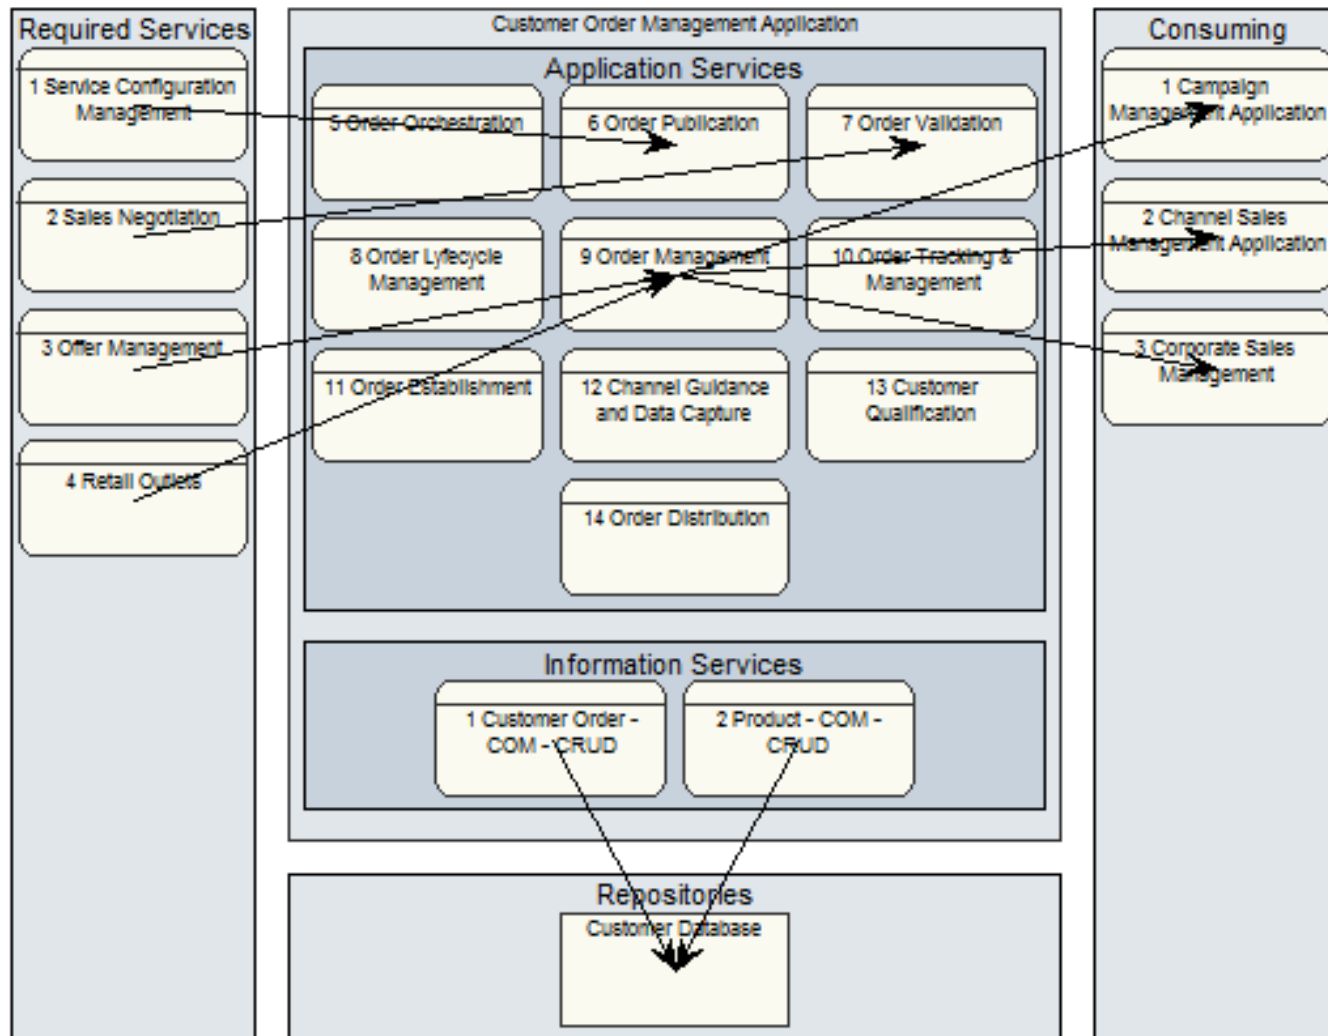 Required Services
1 Service Configuration
Management
2 Sales Negotiation
3 Offer Management
4 Retail Outlets
Customer Order Management Application
Application Services
5 Order Orchestration
6 Order Publication
7 Order Validation
8 Order Lyfecycle
Management
9 Order Management
10 Order Tracking &
Management
11 Order Establishment
12 Channel Guidance
and Data Capture
13 Customer
Qualification
14 Order Distribution
Information Services
1 Customer Order -
COM - CRUD
2 Product - COM -
CRUD
Repositories
Customer Database
Consuming
1 Campaign
Management Application
2 Channel Sales
Management Application
3 Corporate Sales
Management